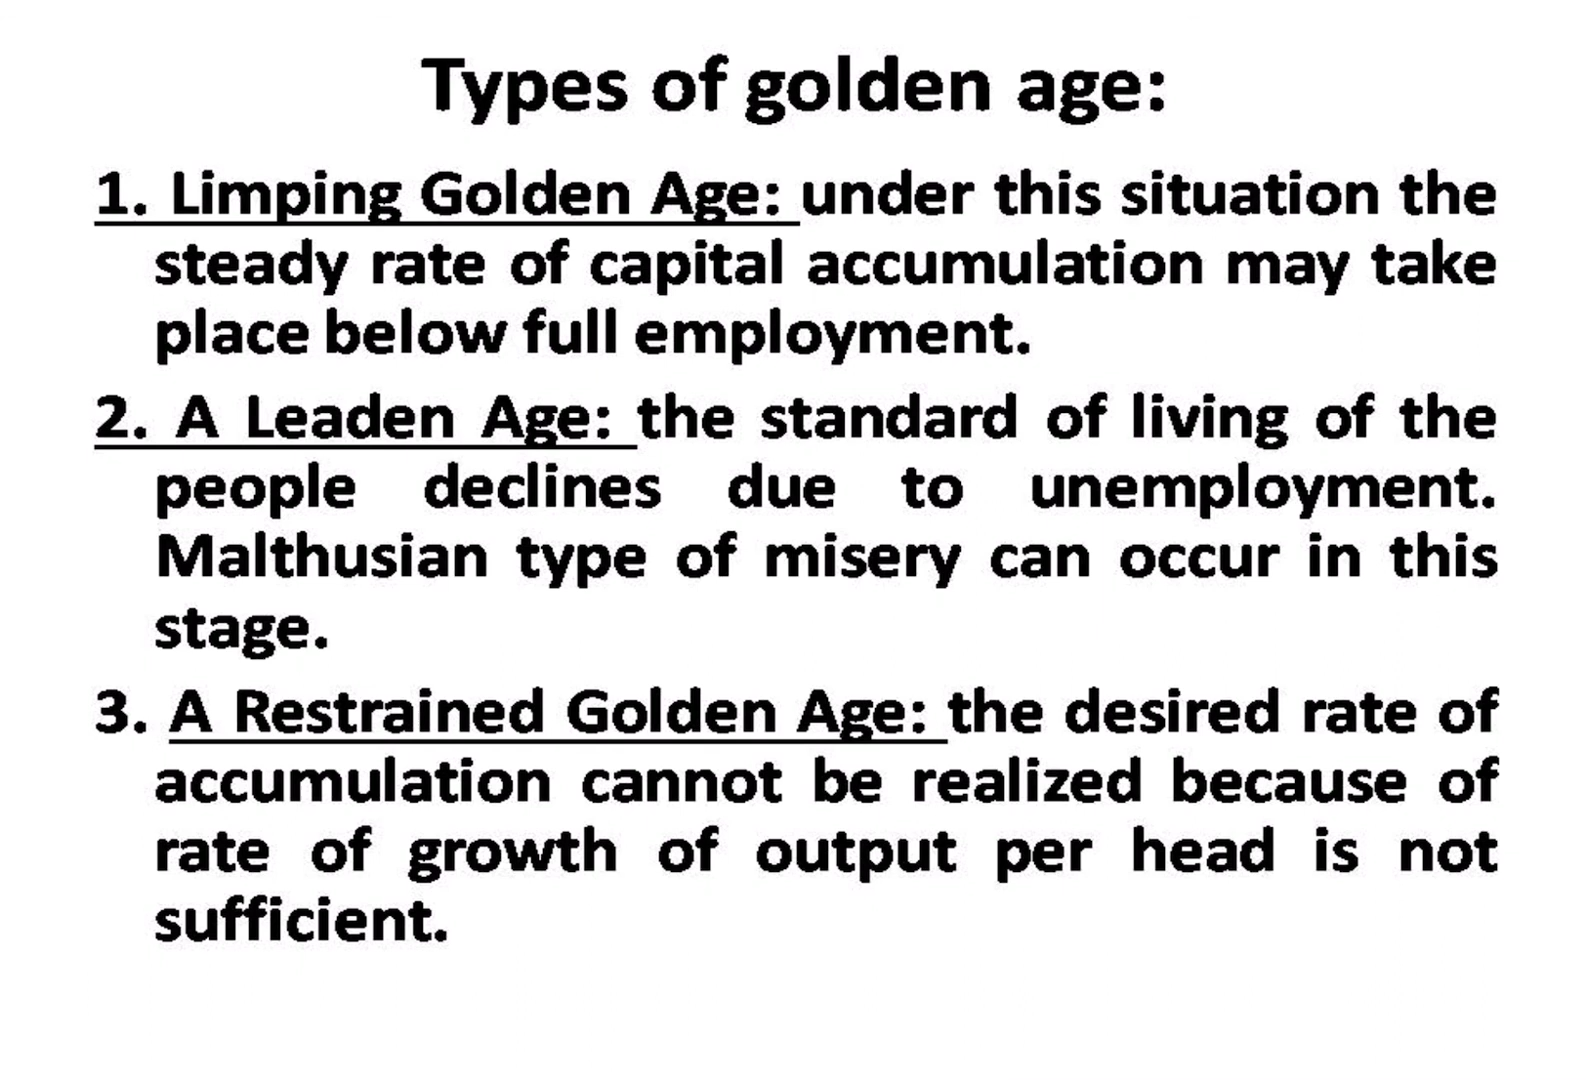 Types of golden age:
1. Limping Golden Age: under this situation the
steady rate of capital accumulation may take
place below full employment.
2. A Leaden Age: the standard of living of the
people declines due to unemployment.
Malthusian type of misery can occur in this
stage.
3. A Restrained Golden Age: the desired rate of
accumulation cannot be realized because of
rate of growth of output per head is not
sufficient.